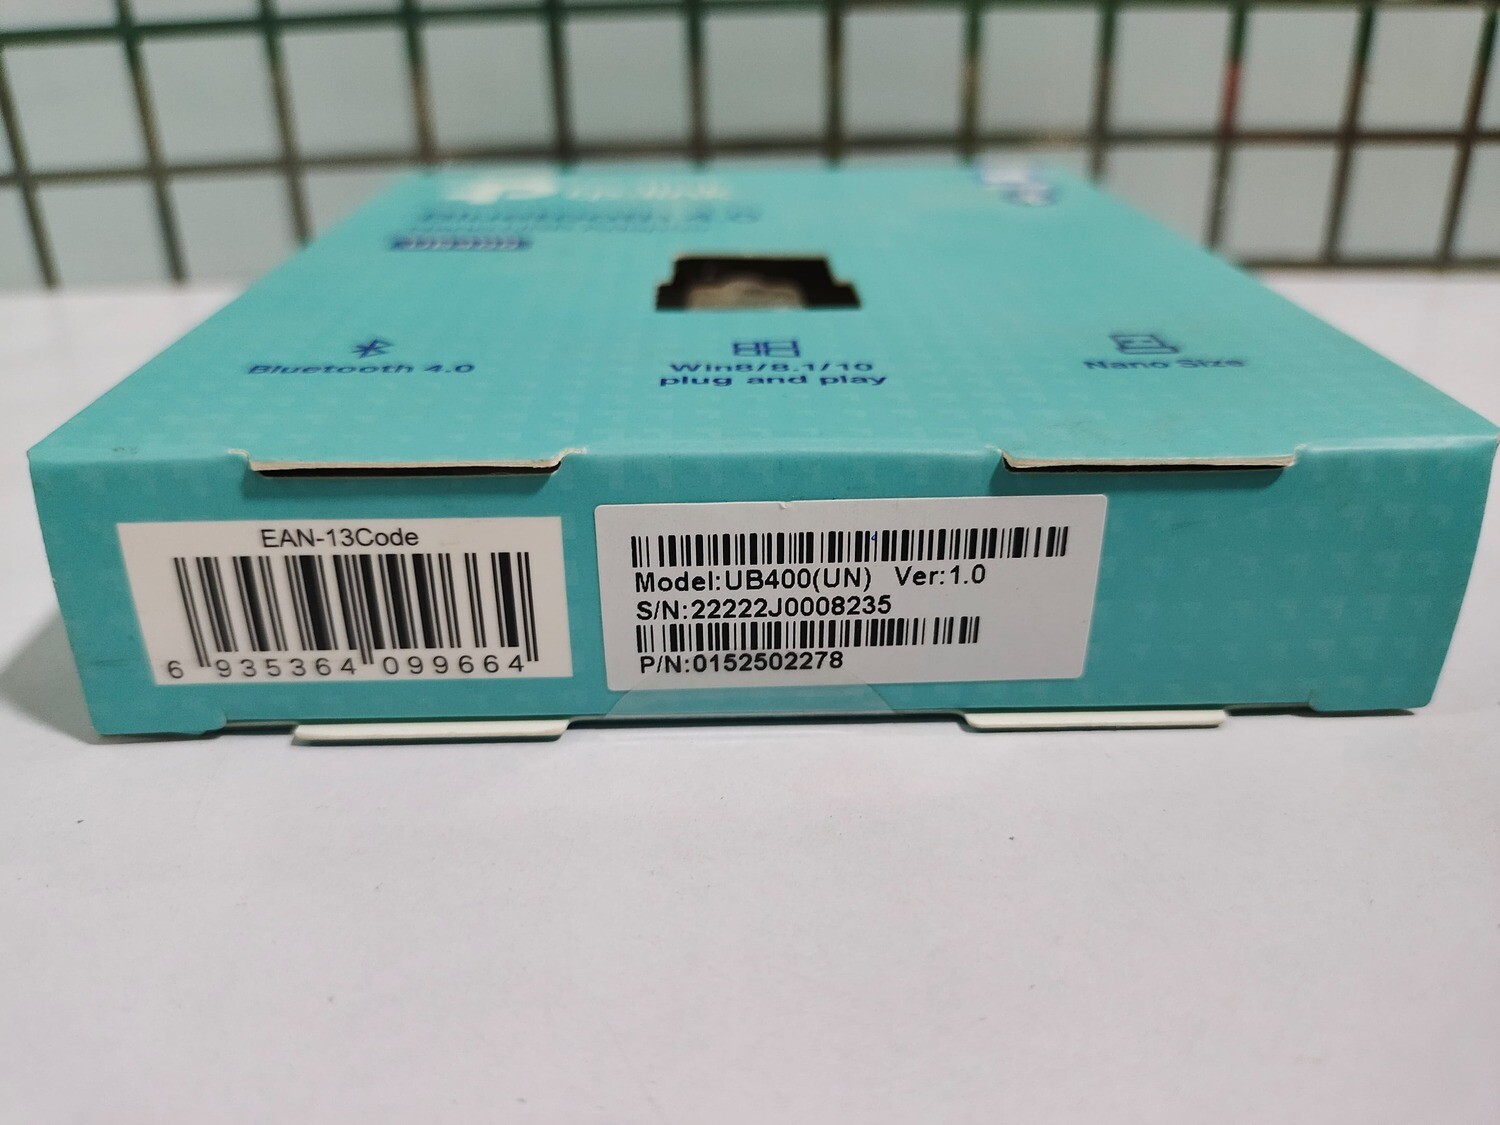 Bluetooth 4.0
Win8/8.1/10
plug and play
Nano Size
EAN-13Code
6 935364 099664
Model:UB400(UN) Ver:1.0
S/N:22222J0008235
P/N:0152502278